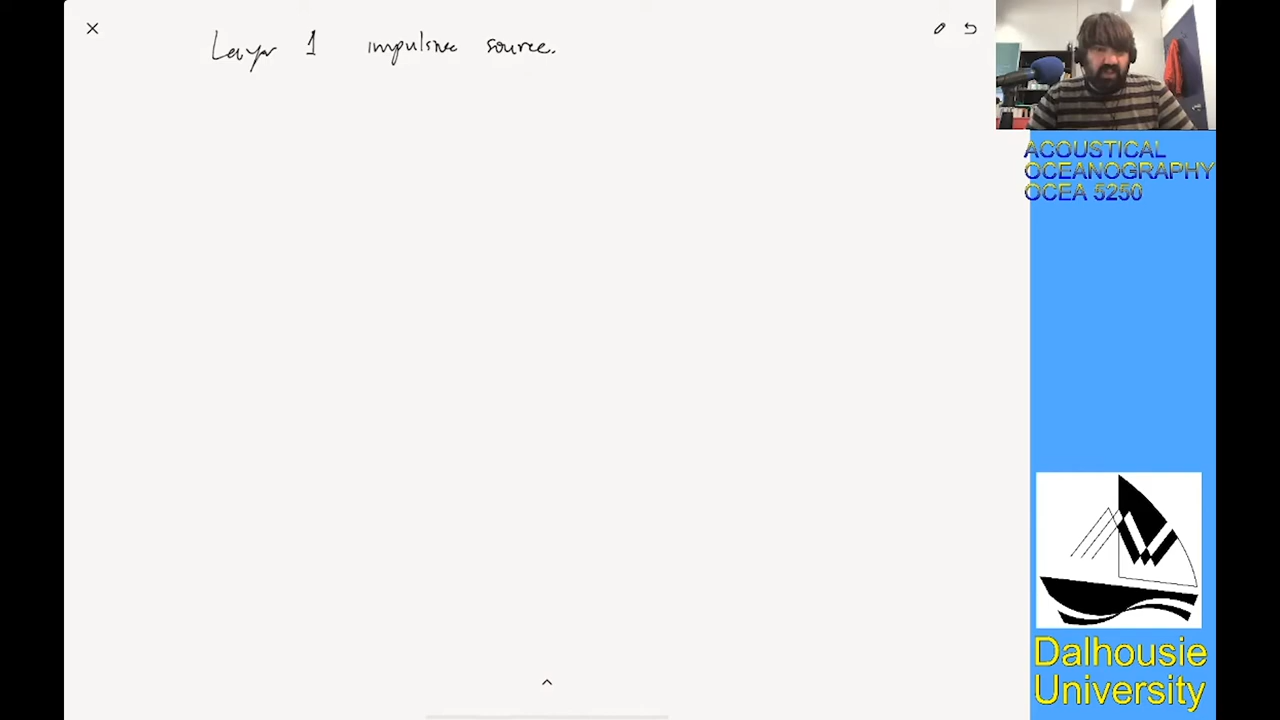 Layer 1 impulsive source.
ACOUSTICAL
OCEANOGRAPHY
OCEA 5250
Dalhousie
University